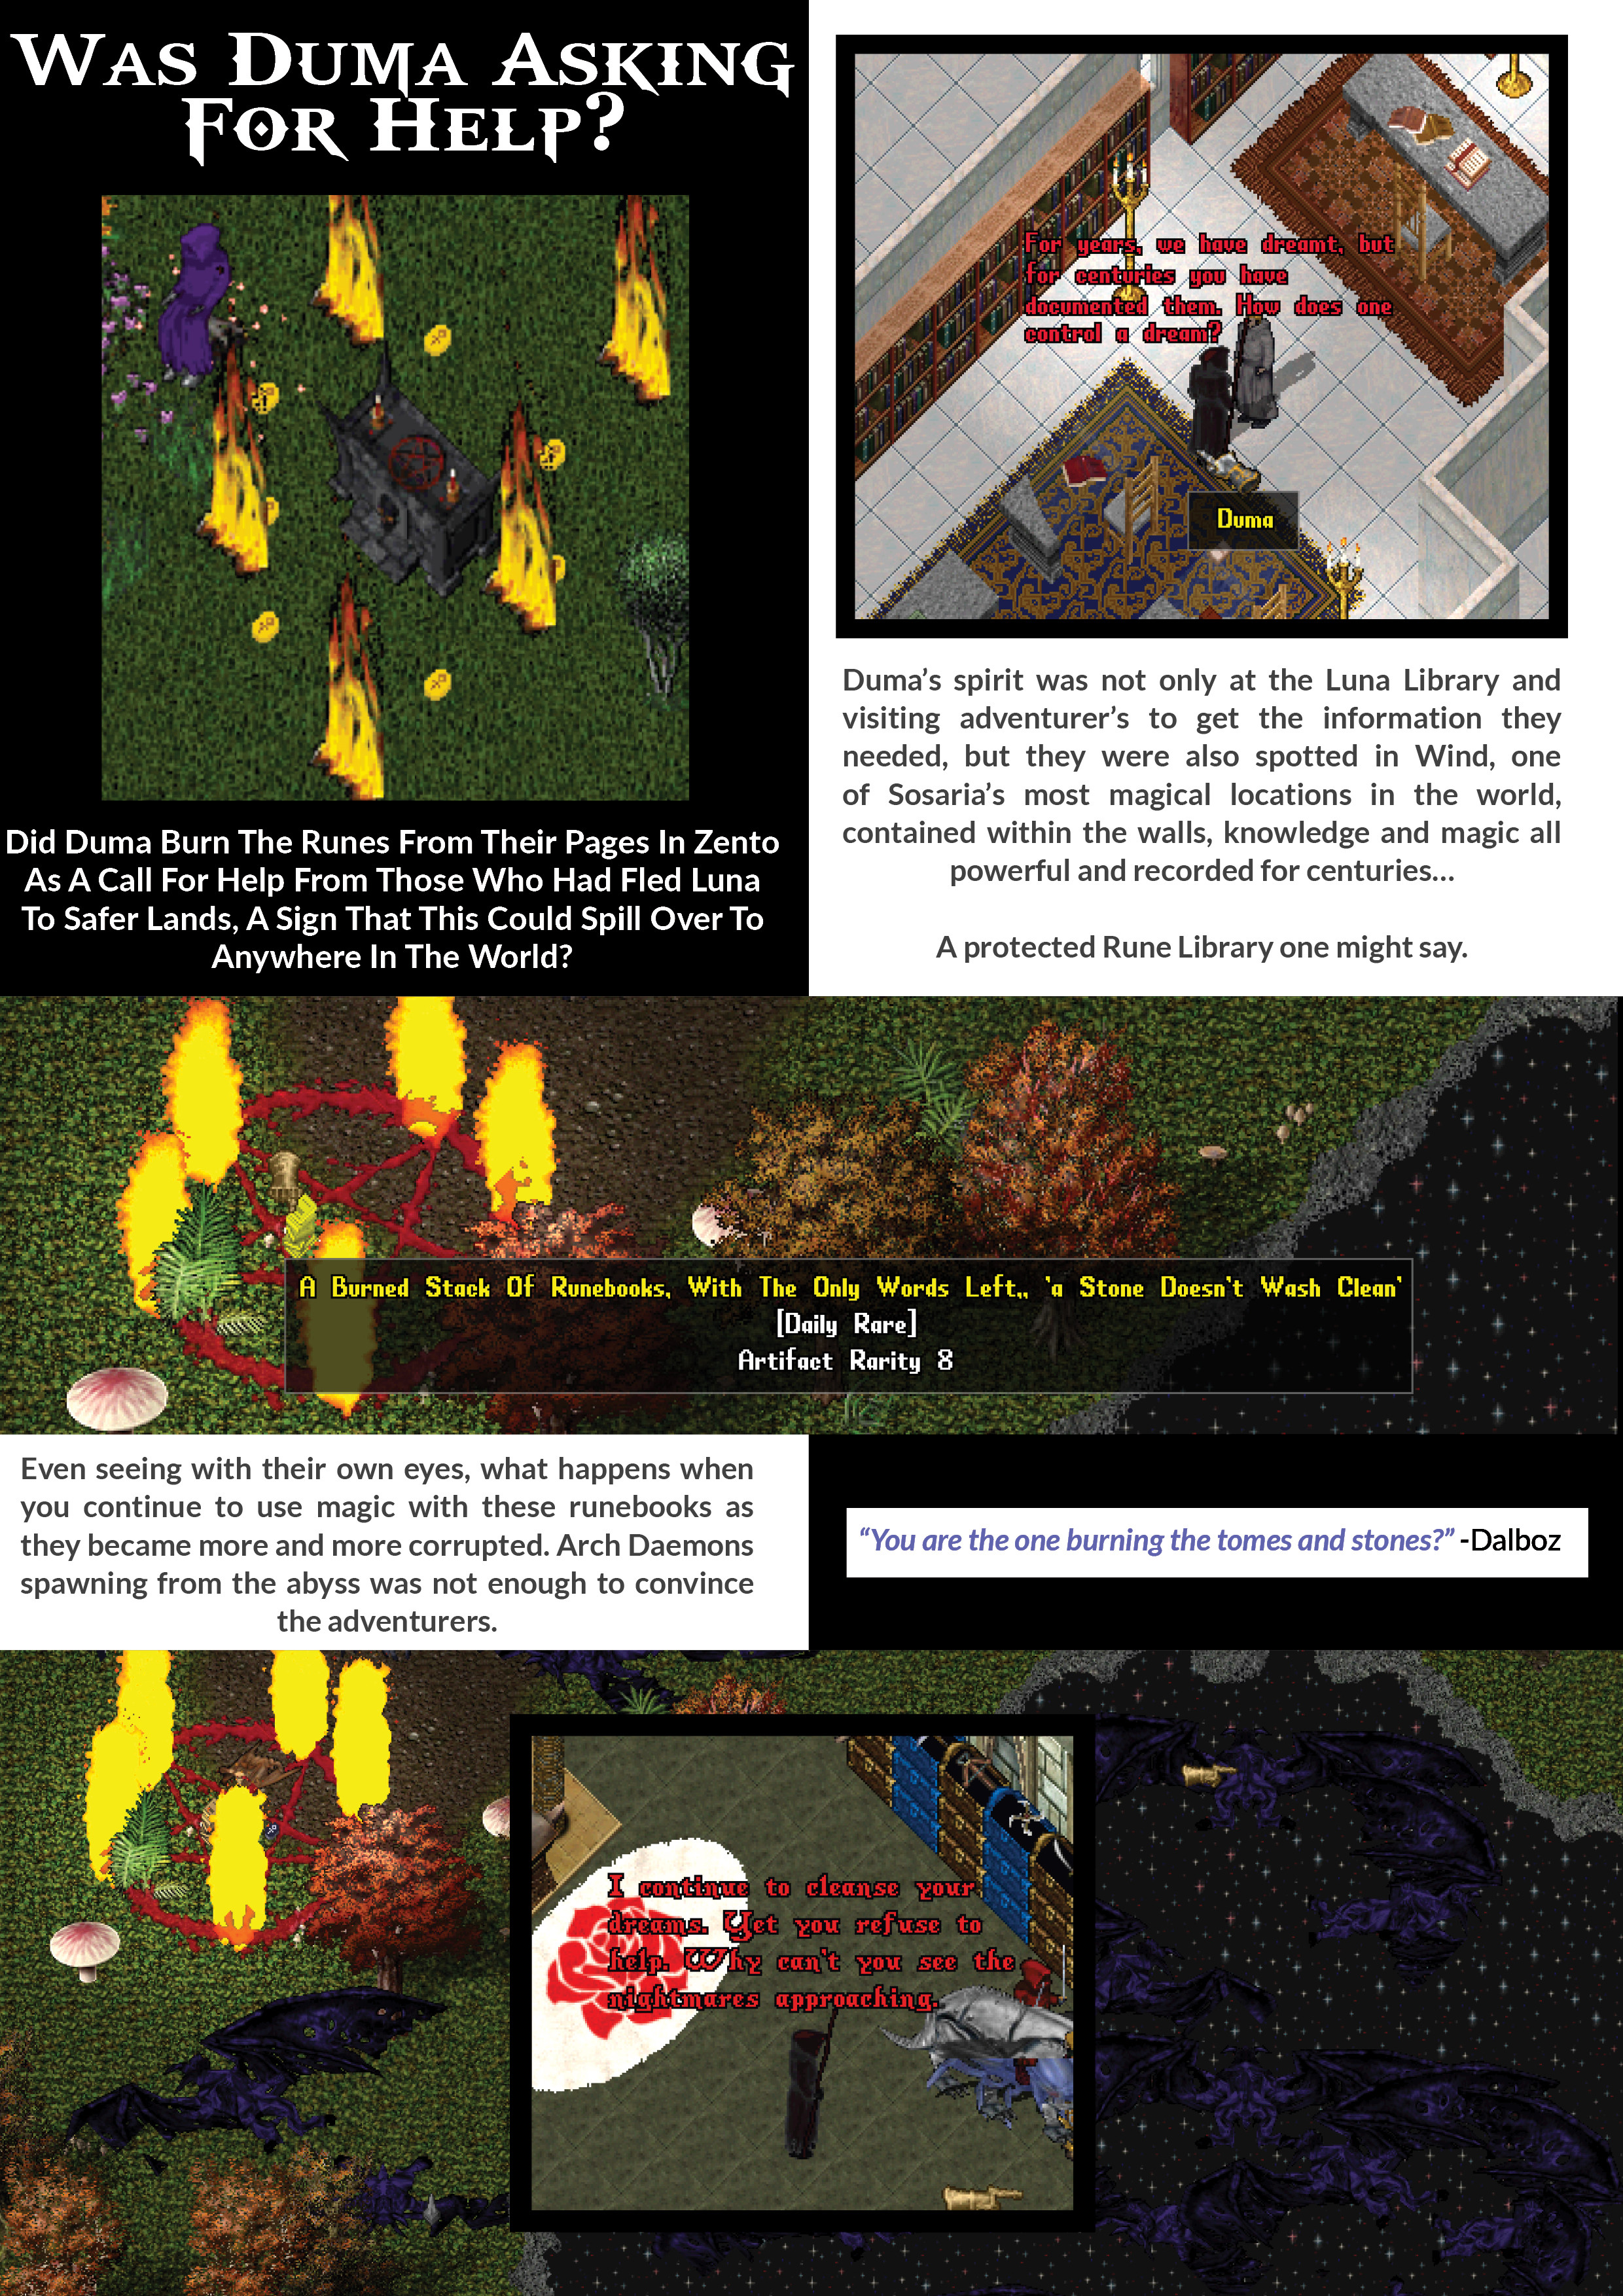 Was Duma Asking
For Help?
Did Duma Burn The Runes From Their Pages In Zento
As A Call For Help From Those Who Had Fled Luna
To Safer Lands, A Sign That This Could Spill Over To
Anywhere In The World?
For years, we have dreamt, but
for centuries you have
documented them. How does one
control a dream?
Duma
Duma’s spirit was not only at the Luna Library and
visiting adventurer’s to get the information they
needed, but they were also spotted in Wind, one
of Sosaria’s most magical locations in the world,
contained within the walls, knowledge and magic all
powerful and recorded for centuries...
A protected Rune Library one might say.
A Burned Stack Of Runebooks, With The Only Words Left,, 'a Stone Doesn't Wash Clean'
[Daily Rare]
Artifact Rarity 8
Even seeing with their own eyes, what happens when
you continue to use magic with these runebooks as
they became more and more corrupted. Arch Daemons
spawning from the abyss was not enough to convince
the adventurers.
“You are the one burning the tomes and stones?” -Dalboz
I continue to cleanse your
dreams. Yet you refuse to
help. Why can't you see the
nightmares approaching.